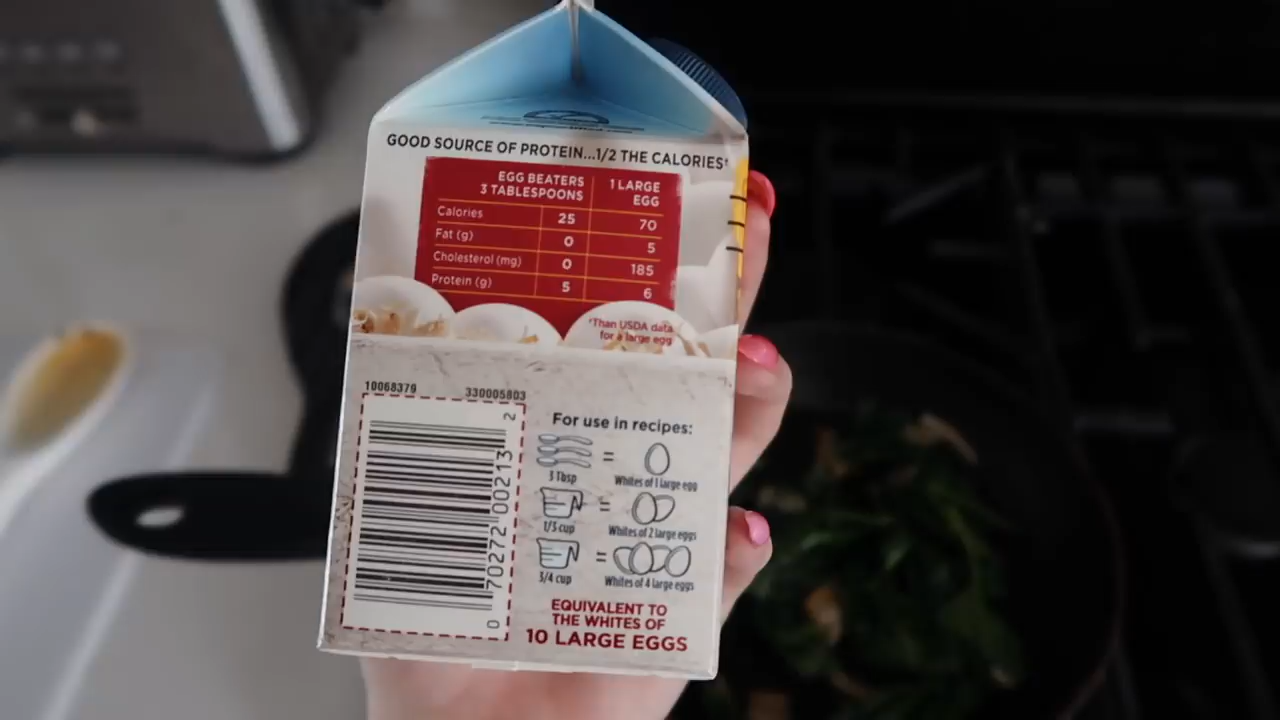 GOOD SOURCE OF PROTEIN...1/2 THE CALORIES†
EGG BEATERS 1 LARGE
3 TABLESPOONS EGG
Calories 25 70
Fat (g) 0 5
Cholesterol (mg) 0 185
Protein (g) 5 6
†Than USDA data
for a large egg
10068379 330005803
0 70272 00213 2
For use in recipes:
= 
3 Tbsp Whites of 1 large egg
=
1/3 cup Whites of 2 large eggs
=
3/4 cup Whites of 4 large eggs
EQUIVALENT TO
THE WHITES OF
10 LARGE EGGS